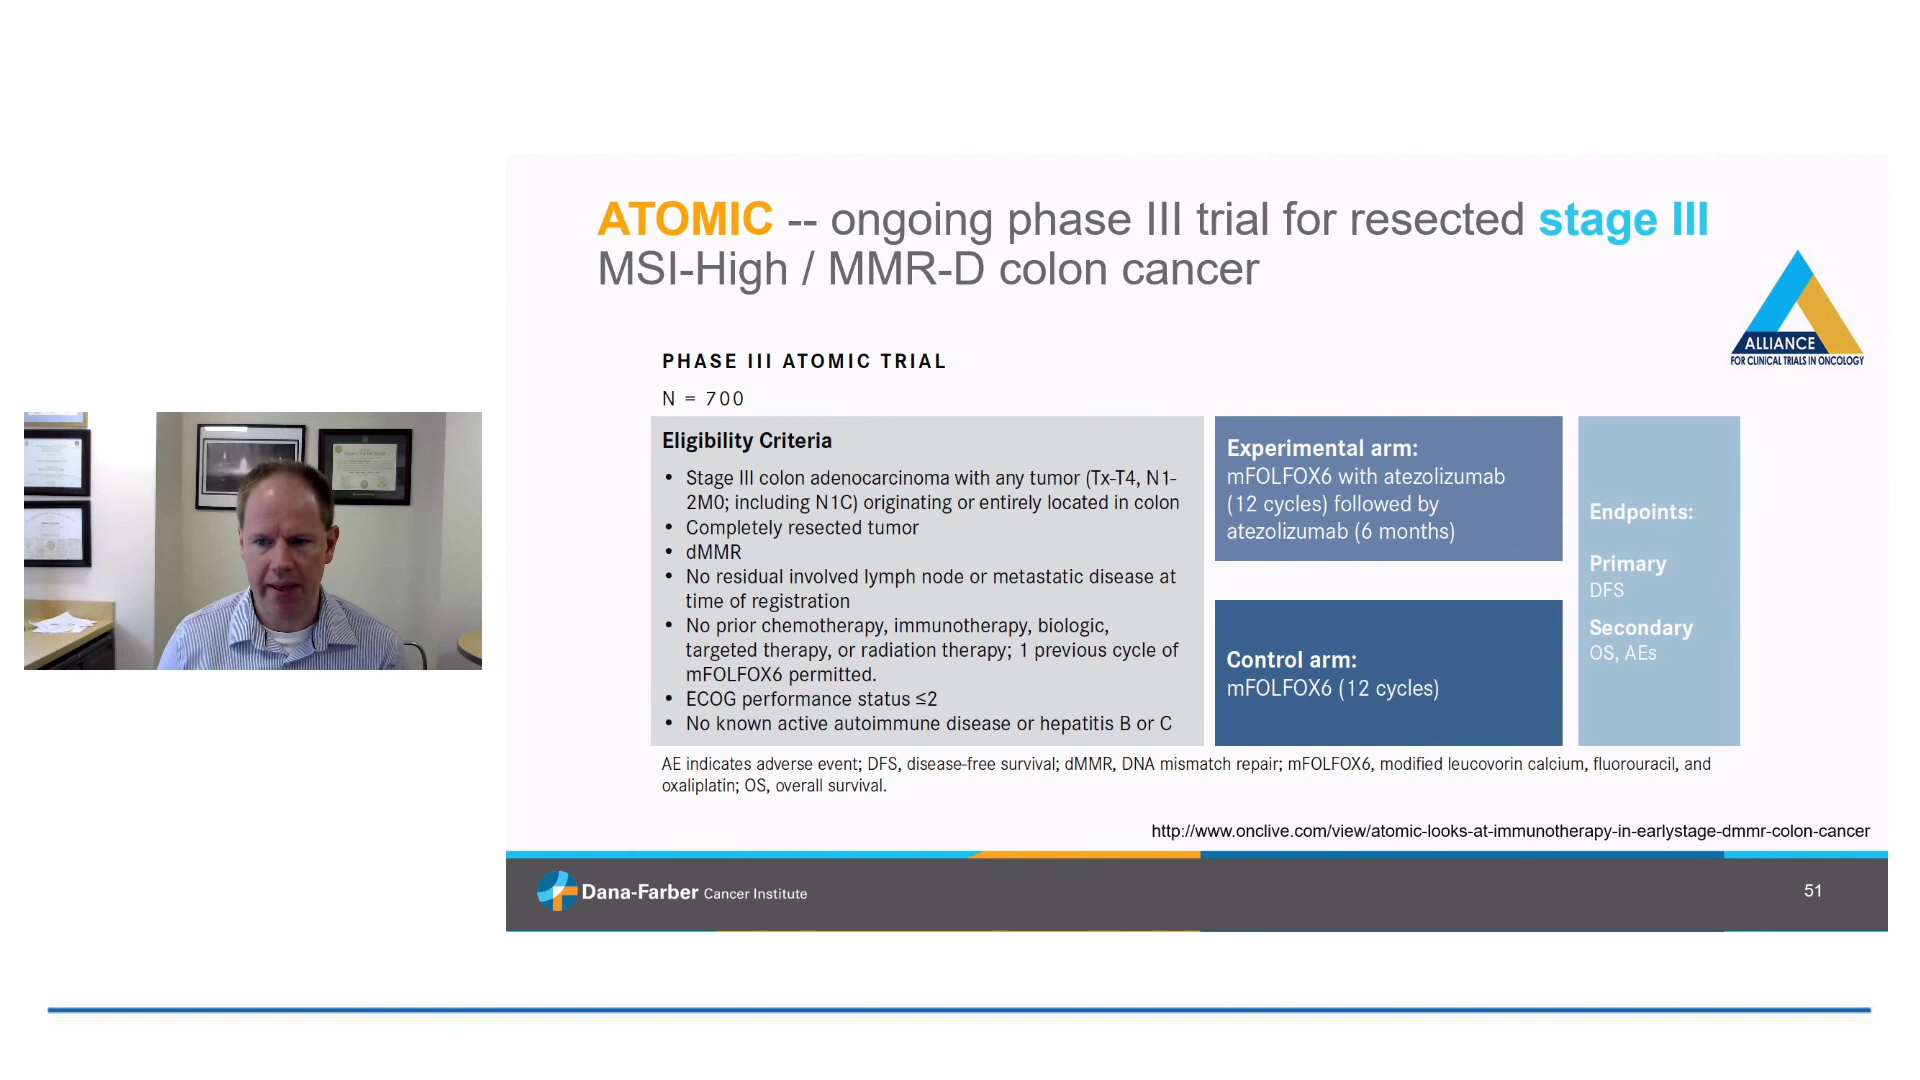 ATOMIC -- ongoing phase III trial for resected stage III
MSI-High / MMR-D colon cancer
ALLIANCE
FOR CLINICAL TRIALS IN ONCOLOGY
PHASE III ATOMIC TRIAL
N = 700
Eligibility Criteria
• Stage III colon adenocarcinoma with any tumor (Tx-T4, N1-
2M0; including N1C) originating or entirely located in colon
• Completely resected tumor
• dMMR
• No residual involved lymph node or metastatic disease at
time of registration
• No prior chemotherapy, immunotherapy, biologic,
targeted therapy, or radiation therapy; 1 previous cycle of
mFOLFOX6 permitted.
• ECOG performance status ≤2
• No known active autoimmune disease or hepatitis B or C
Experimental arm:
mFOLFOX6 with atezolizumab
(12 cycles) followed by
atezolizumab (6 months)
Control arm:
mFOLFOX6 (12 cycles)
Endpoints:
Primary
DFS
Secondary
OS, AEs
AE indicates adverse event; DFS, disease-free survival; dMMR, DNA mismatch repair; mFOLFOX6, modified leucovorin calcium, fluorouracil, and
oxaliplatin; OS, overall survival.
http://www.onclive.com/view/atomic-looks-at-immunotherapy-in-earlystage-dmmr-colon-cancer
Dana-Farber Cancer Institute
51